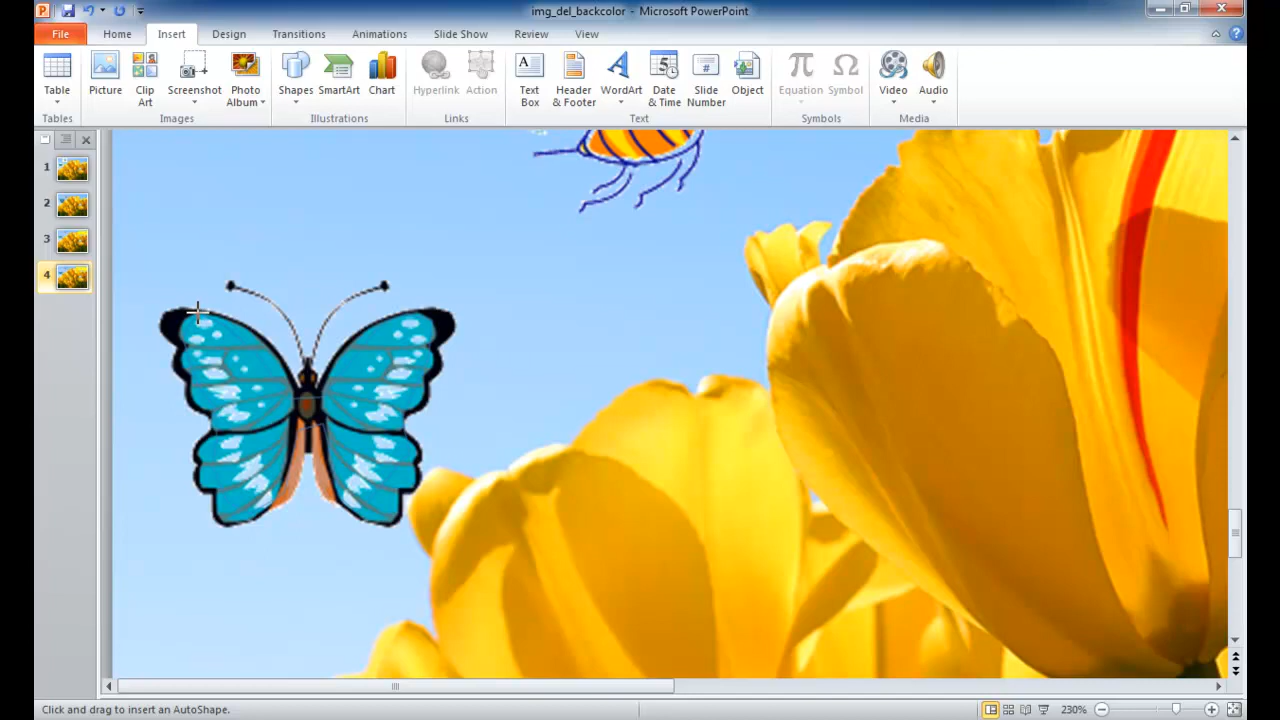 img_del_backcolor - Microsoft PowerPoint
File Home Insert Design Transitions Animations Slide Show Review View
Table Picture Clip Art Screenshot Photo Album Shapes SmartArt Chart Hyperlink Action Text Box Header & Footer WordArt Date & Time Slide Number Object Equation Symbol Video Audio
Tables Images Illustrations Links Text Symbols Media
1
2
3
4
Click and drag to insert an AutoShape.
230%